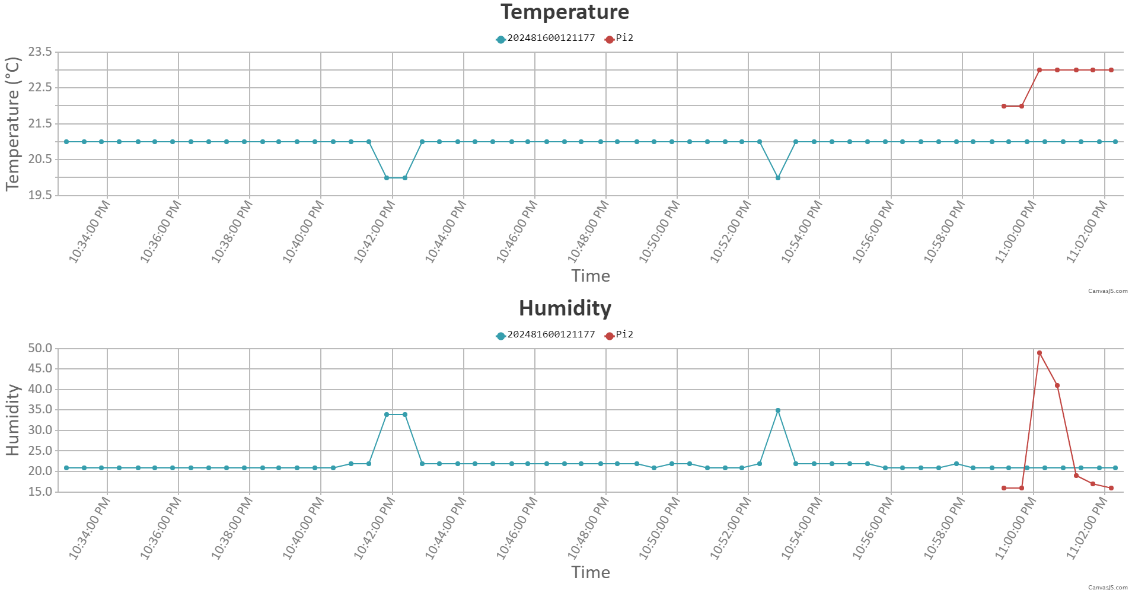 Temperature
202481600121177 Pi2
Temperature (°C)
23.5
22.5
21.5
20.5
19.5
10:34:00 PM 10:36:00 PM 10:38:00 PM 10:40:00 PM 10:42:00 PM 10:44:00 PM 10:46:00 PM 10:48:00 PM 10:50:00 PM 10:52:00 PM 10:54:00 PM 10:56:00 PM 10:58:00 PM 11:00:00 PM 11:02:00 PM
Time
CanvasJS.com
Humidity
202481600121177 Pi2
Humidity
50.0
45.0
40.0
35.0
30.0
25.0
20.0
15.0
10:34:00 PM 10:36:00 PM 10:38:00 PM 10:40:00 PM 10:42:00 PM 10:44:00 PM 10:46:00 PM 10:48:00 PM 10:50:00 PM 10:52:00 PM 10:54:00 PM 10:56:00 PM 10:58:00 PM 11:00:00 PM 11:02:00 PM
Time
CanvasJS.com